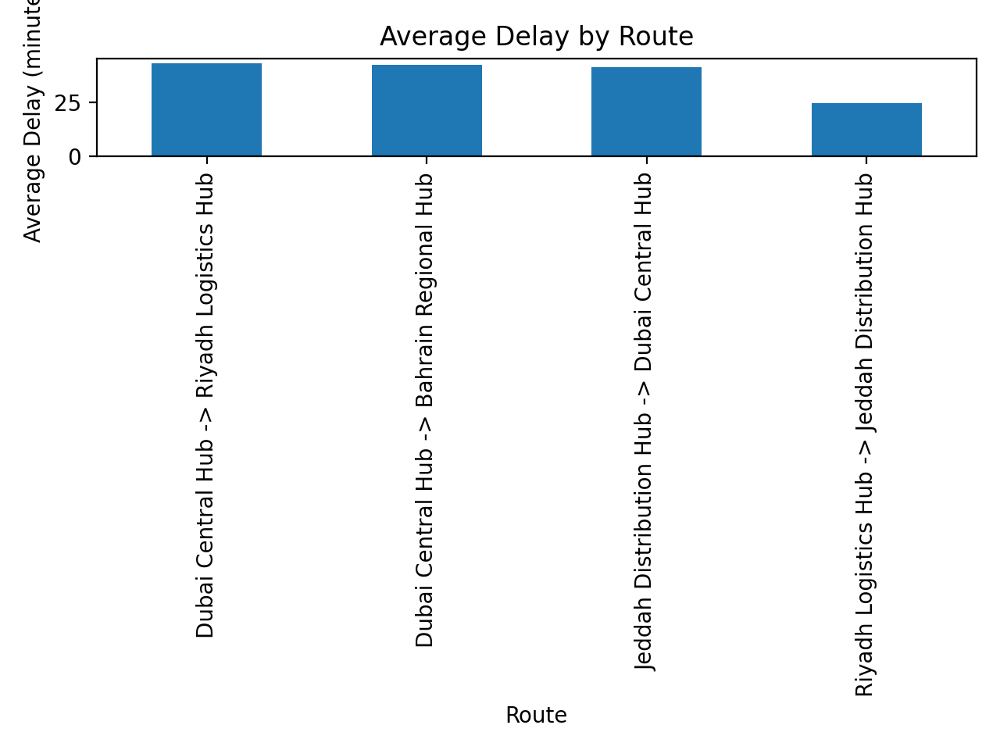 Average Delay by Route
Average Delay (minute
25
0
Dubai Central Hub -> Riyadh Logistics Hub
Dubai Central Hub -> Bahrain Regional Hub
Jeddah Distribution Hub -> Dubai Central Hub
Riyadh Logistics Hub -> Jeddah Distribution Hub
Route